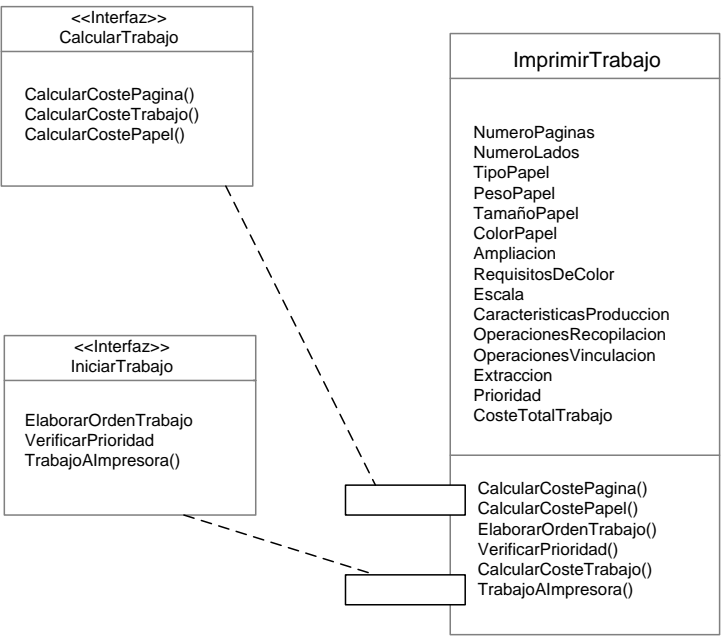 <<Interfaz>>
CalcularTrabajo
CalcularCostePagina()
CalcularCosteTrabajo()
CalcularCostePapel()
<<Interfaz>>
IniciarTrabajo
ElaborarOrdenTrabajo
VerificarPrioridad
TrabajoAImpresora()
ImprimirTrabajo
NumeroPaginas
NumeroLados
TipoPapel
PesoPapel
TamañoPapel
ColorPapel
Ampliacion
RequisitosDeColor
Escala
CaracteristicasProduccion
OperacionesRecopilacion
OperacionesVinculacion
Extraccion
Prioridad
CosteTotalTrabajo
CalcularCostePagina()
CalcularCostePapel()
ElaborarOrdenTrabajo()
VerificarPrioridad()
CalcularCosteTrabajo()
TrabajoAImpresora()